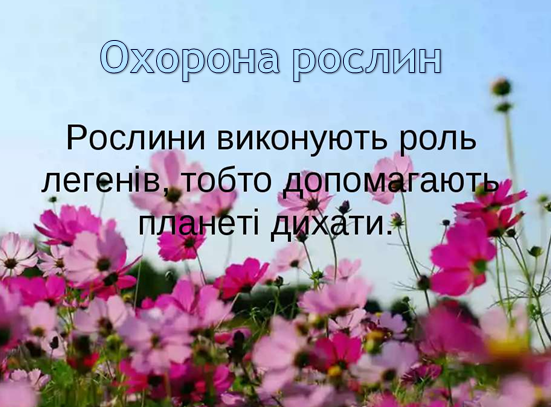 Охорона рослин
Рослини виконують роль
легенів, тобто допомагають
планеті дихати.